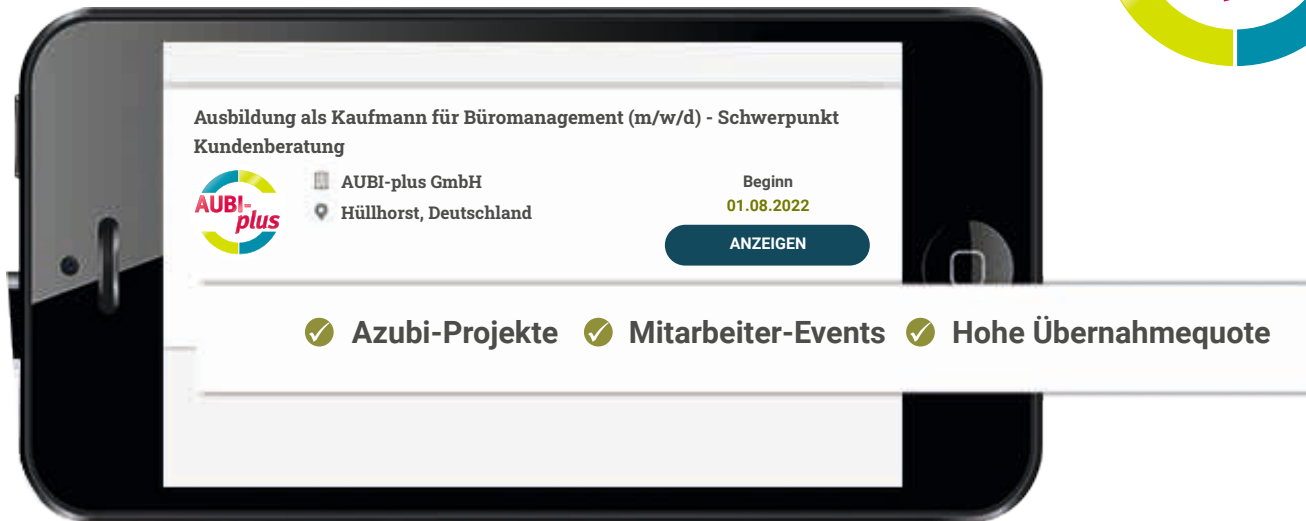 Ausbildung als Kaufmann für Büromanagement (m/w/d) - Schwerpunkt
Kundenberatung
AUBI-
plus
AUBI-plus GmbH
Hüllhorst, Deutschland
Beginn
01.08.2022
ANZEIGEN
Azubi-Projekte Mitarbeiter-Events Hohe Übernahmequote